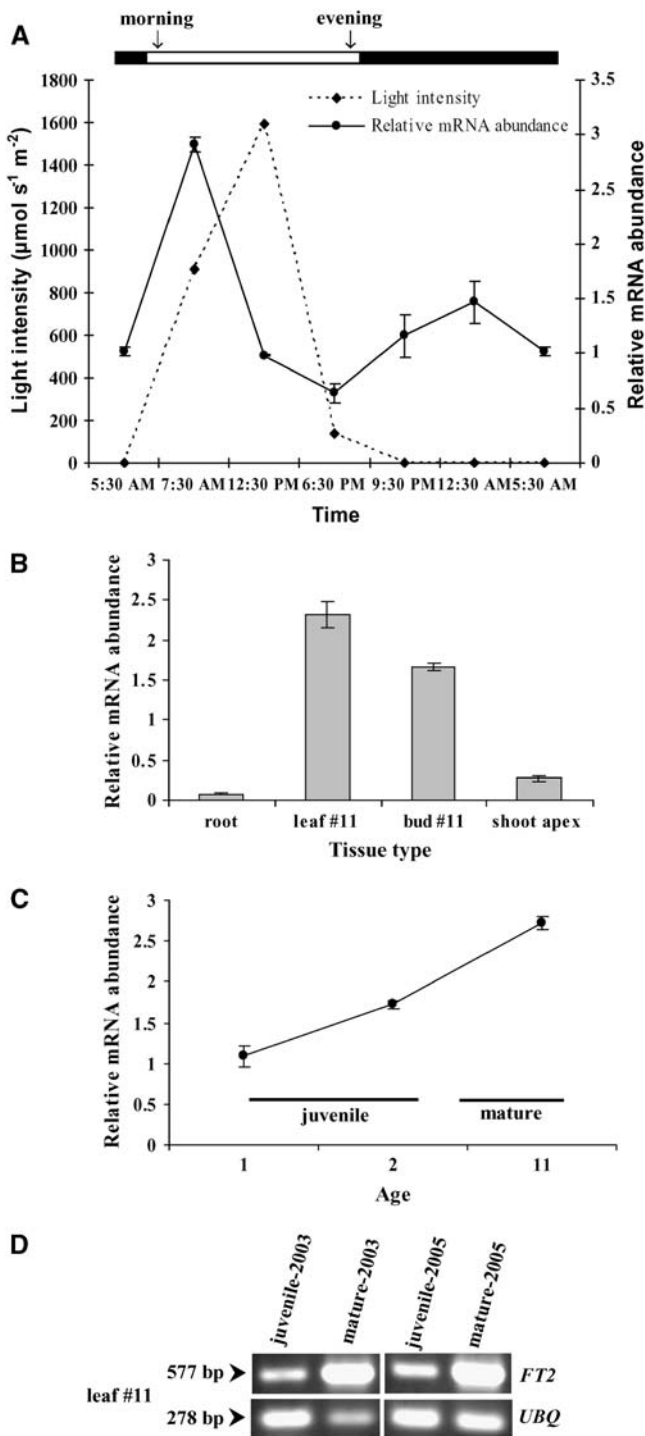 morning evening
A
1800 3.5
Light intensity
Relative mRNA abundance
1600 3
1400 2.5
1200
1000 2
800 1.5
600 1
400
200 0.5
0 0
Light intensity (µmol s⁻¹ m⁻²)
Relative mRNA abundance
5:30 AM 7:30 AM 12:30 PM 6:30 PM 9:30 PM 12:30 AM 5:30 AM
Time
B
Relative mRNA abundance
3
2.5
2
1.5
1
0.5
0
root leaf #11 bud #11 shoot apex
Tissue type
C
Relative mRNA abundance
3
2.5
2
1.5
1
0.5
0
juvenile mature
1 2 11
Age
D
juvenile-2003 mature-2003 juvenile-2005 mature-2005
577 bp FT2
leaf #11
278 bp UBQ